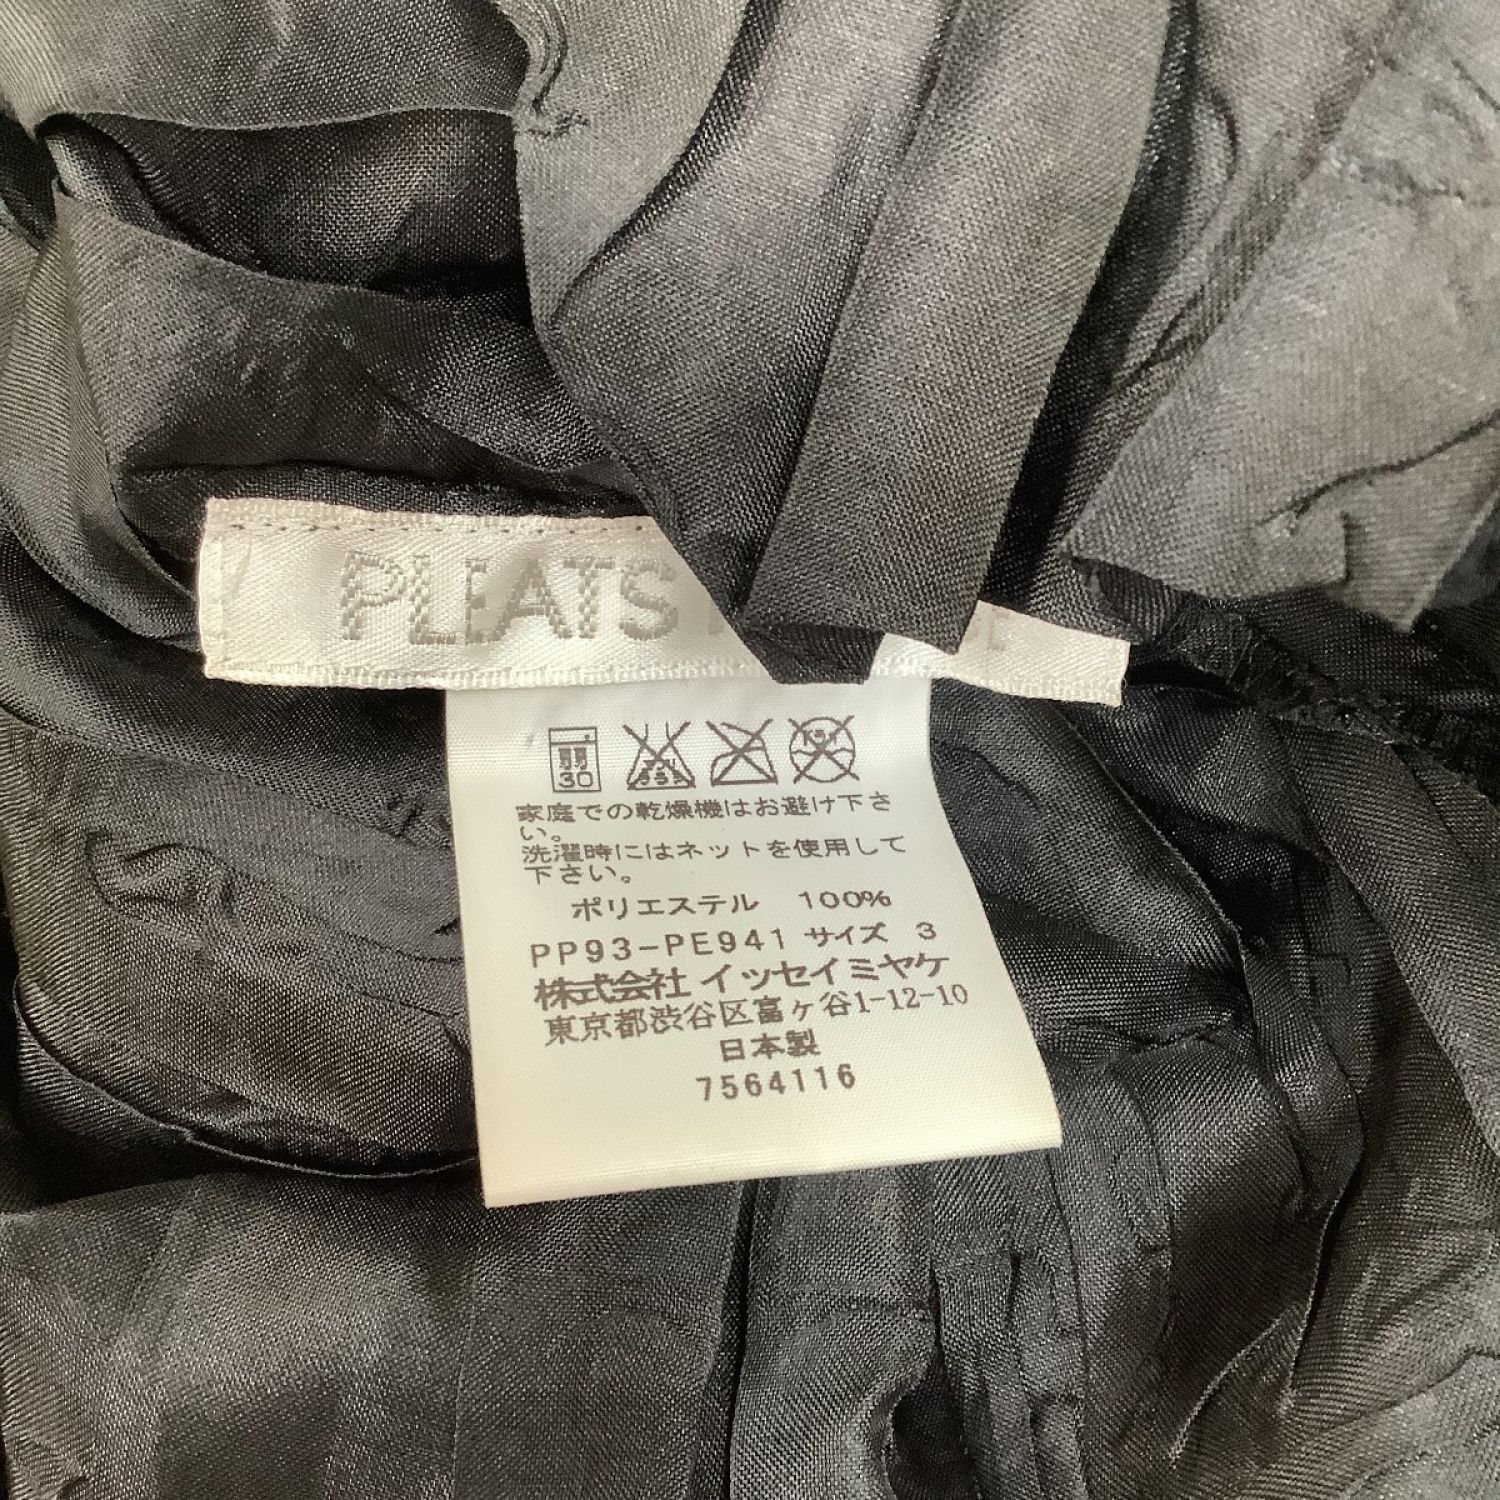 PLEATS
弱
30
家庭での乾燥機はお避け下さ
い。
洗濯時にはネットを使用して
下さい。
ポリエステル 100%
PP93-PE941 サイズ 3
株式会社 イッセイミヤケ
東京都渋谷区富ヶ谷1-12-10
日本製
7564116